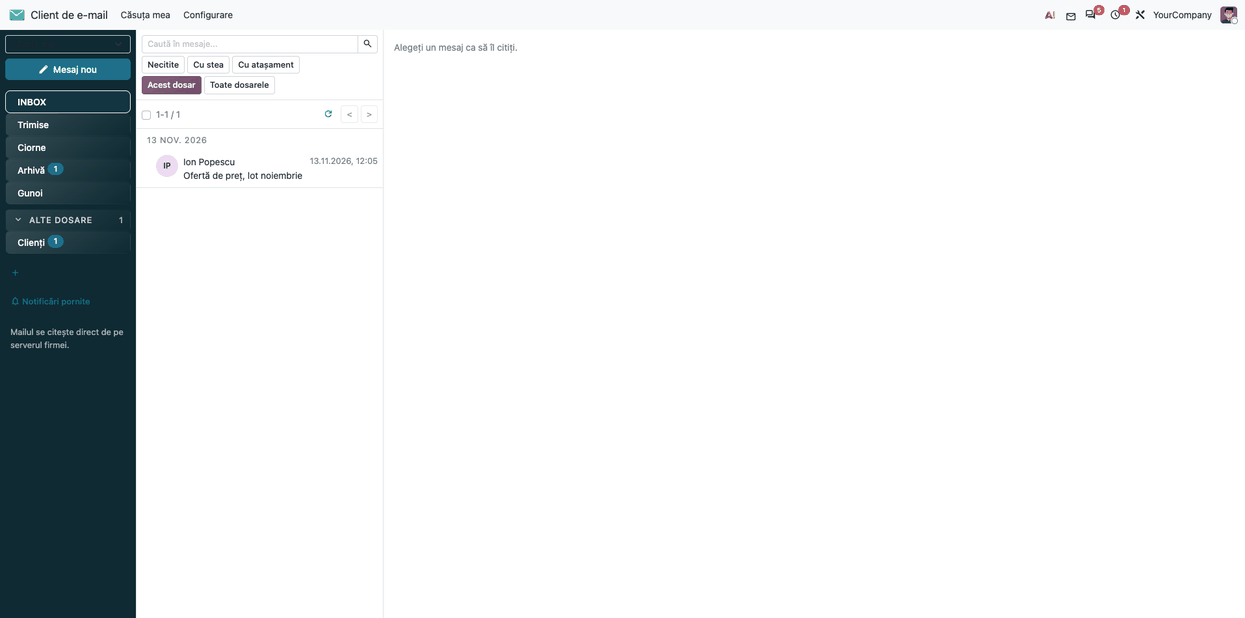 Client de e-mail Căsuța mea Configurare
AI 5 1 YourCompany
Mesaj nou
INBOX
Trimise
Ciorne
Arhivă 1
Gunoi
ALTE DOSARE 1
Clienți 1
+
Notificări pornite
Mailul se citește direct de pe
serverul firmei.
Caută în mesaje...
Necitite Cu stea Cu atașament
Acest dosar Toate dosarele
1-1 / 1 < >
13 NOV. 2026
IP Ion Popescu 13.11.2026, 12:05
Ofertă de preț, lot noiembrie
Alegeți un mesaj ca să îl citiți.